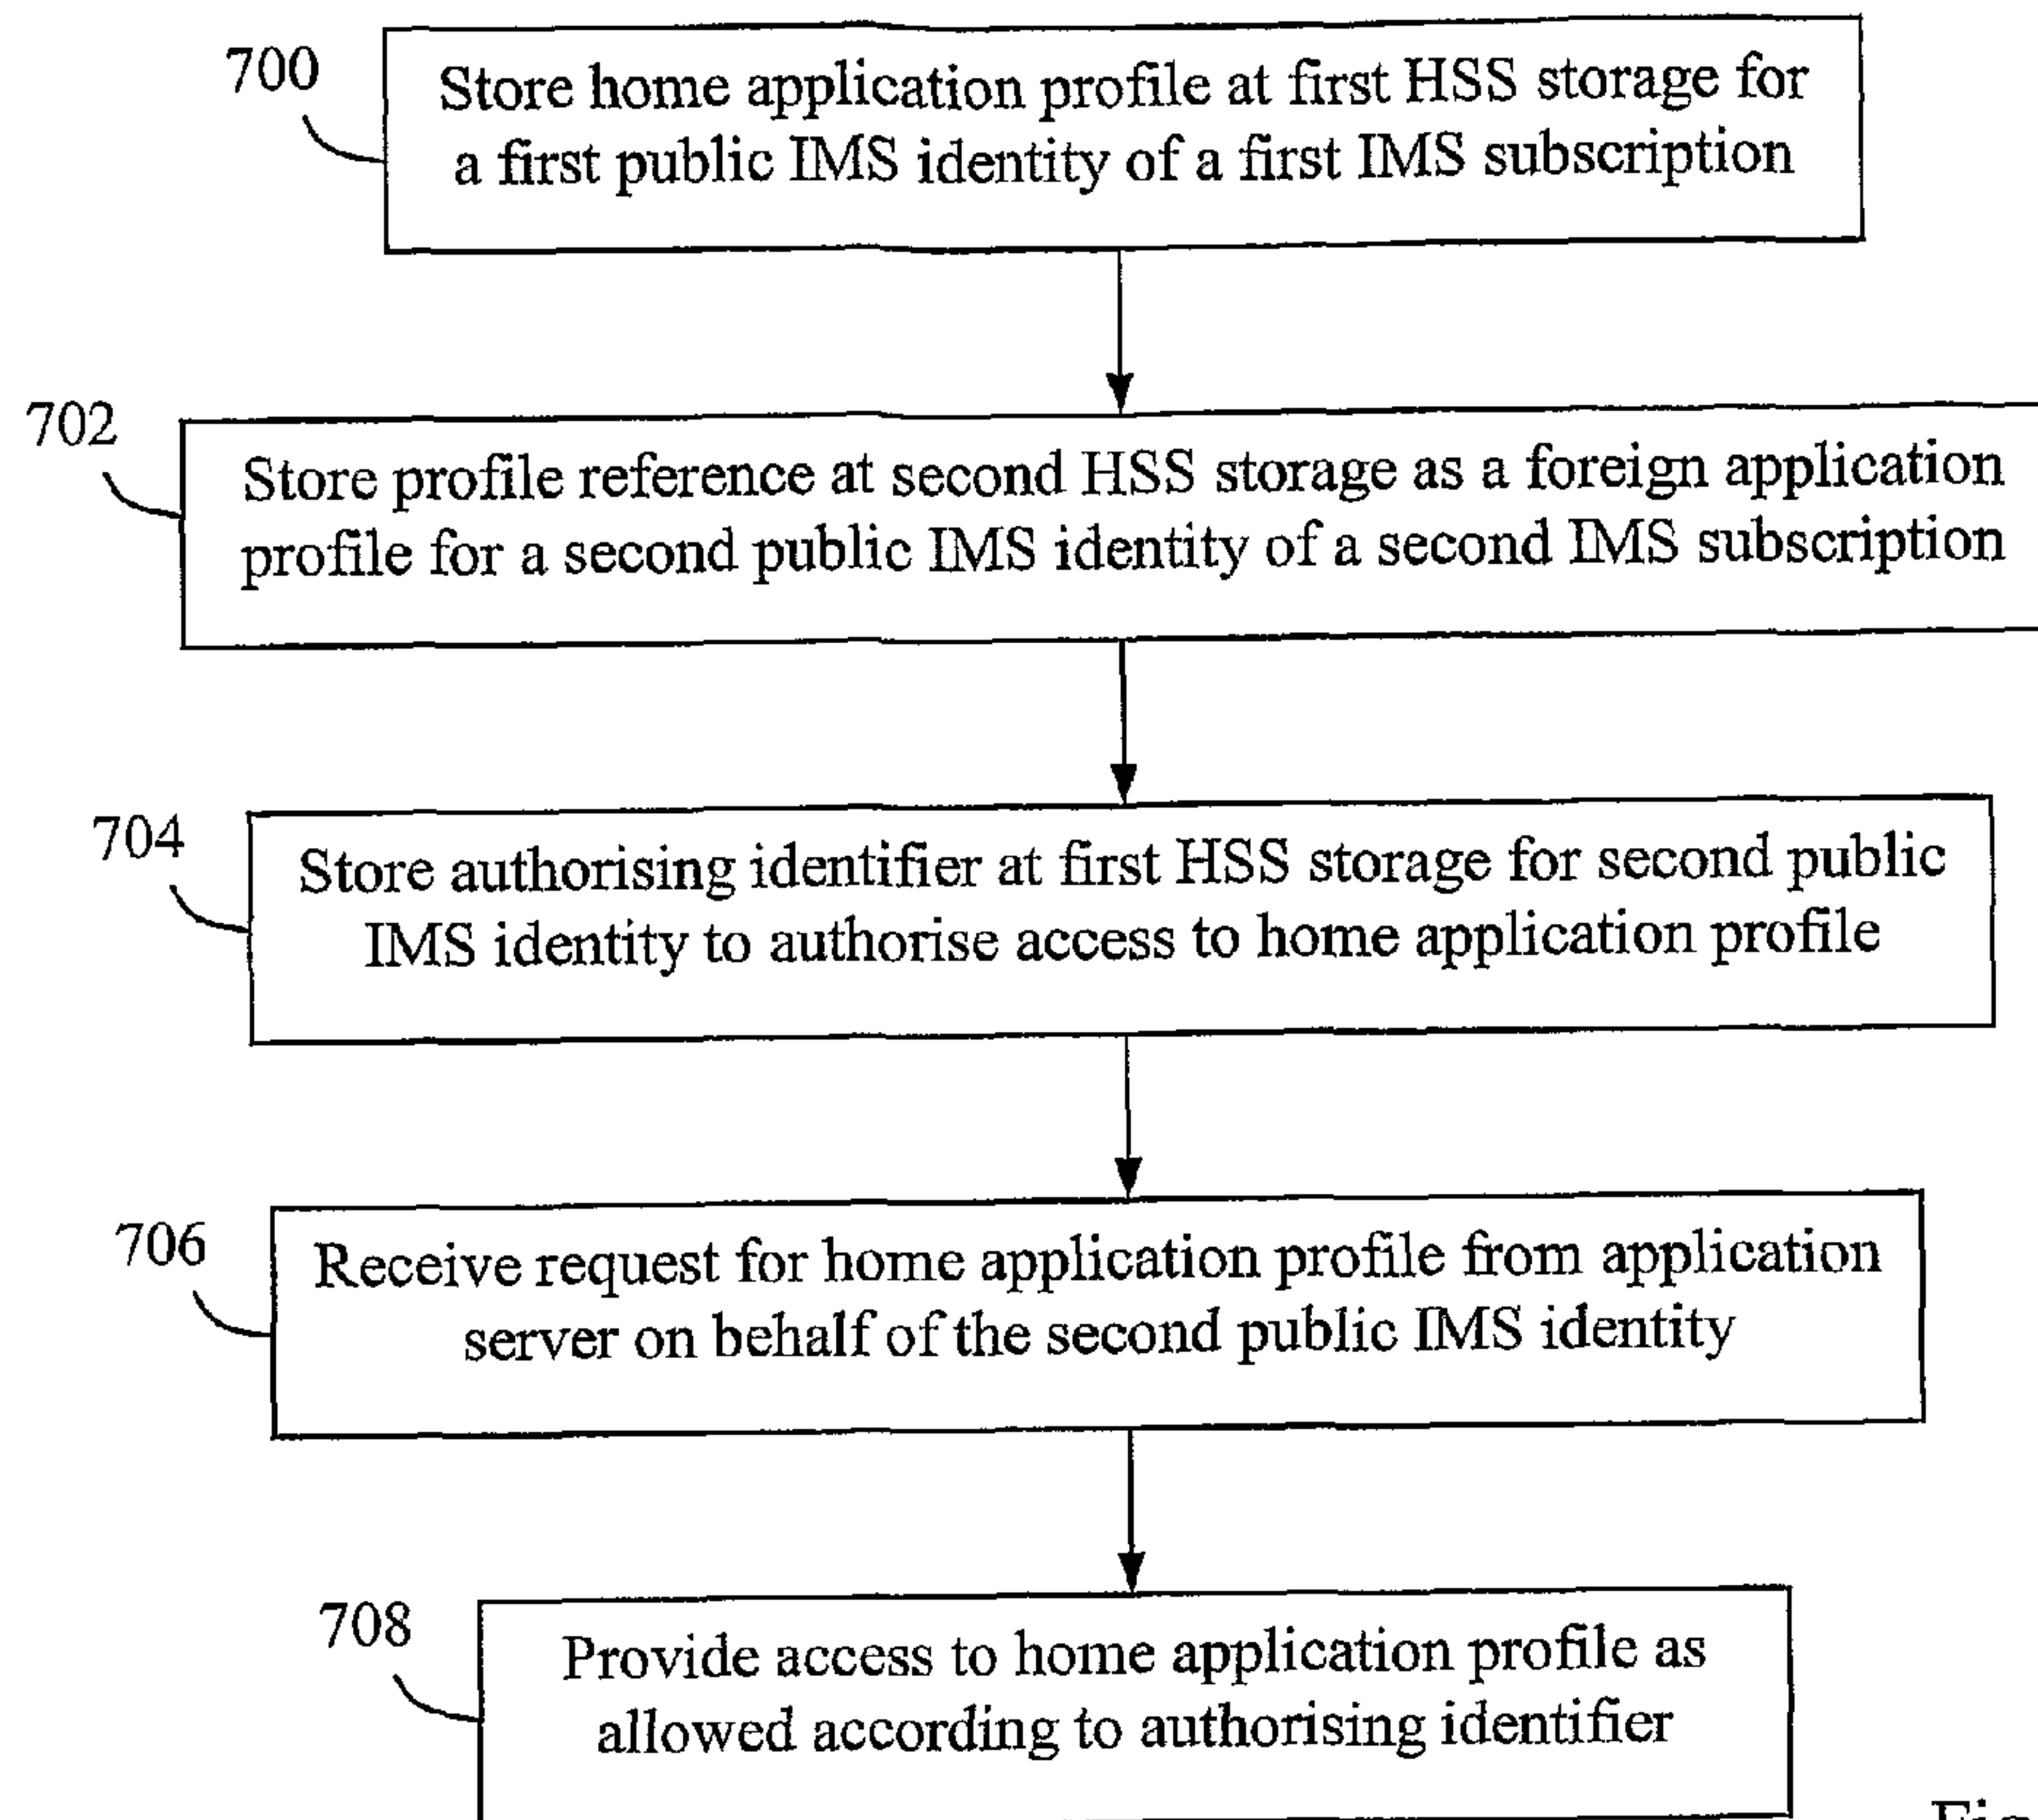 700
Store home application profile at first HSS storage for
a first public IMS identity of a first IMS subscription
702
Store profile reference at second HSS storage as a foreign application
profile for a second public IMS identity of a second IMS subscription
704
Store authorising identifier at first HSS storage for second public
IMS identity to authorise access to home application profile
706
Receive request for home application profile from application
server on behalf of the second public IMS identity
708
Provide access to home application profile as
allowed according to authorising identifier